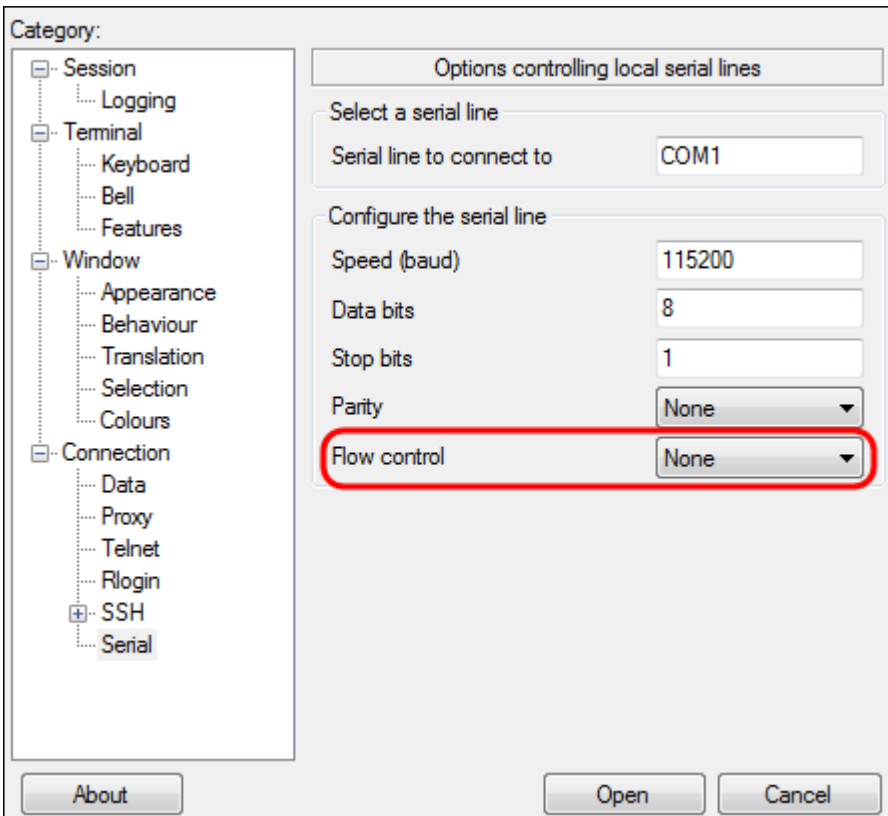 Category:
Session
Logging
Terminal
Keyboard
Bell
Features
Window
Appearance
Behaviour
Translation
Selection
Colours
Connection
Data
Proxy
Telnet
Rlogin
SSH
Serial
Options controlling local serial lines
Select a serial line
Serial line to connect to COM1
Configure the serial line
Speed (baud) 115200
Data bits 8
Stop bits 1
Parity None
Flow control None
About Open Cancel